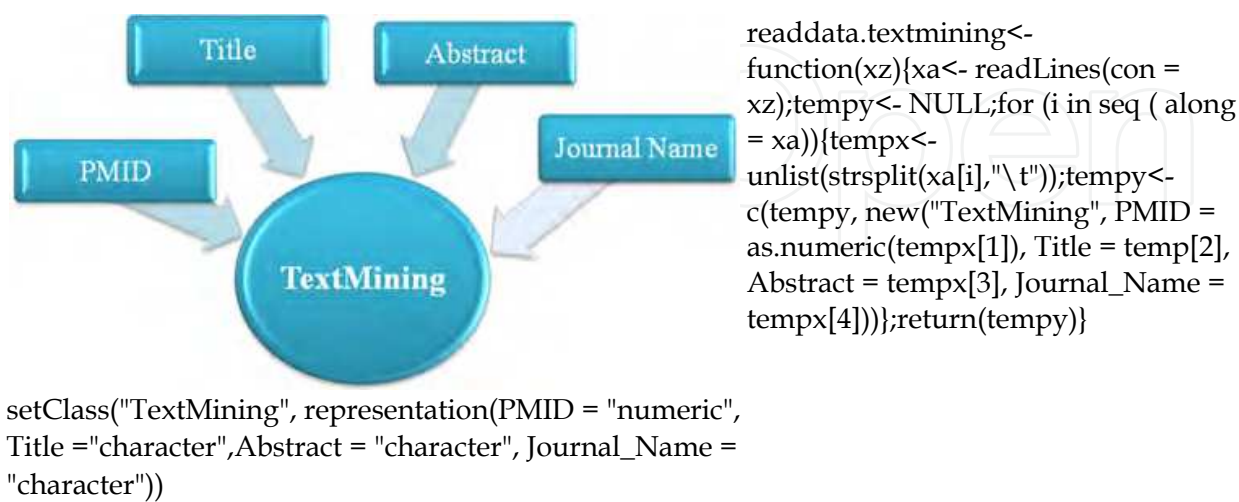 Title
Abstract
PMID
Journal Name
TextMining
readdata.textmining<-
function(xz){xa<- readLines(con =
xz);tempy<- NULL;for (i in seq ( along
= xa)){tempx<-
unlist(strsplit(xa[i],"\t"));tempy<-
c(tempy, new("TextMining", PMID =
as.numeric(tempx[1]), Title = temp[2],
Abstract = tempx[3], Journal_Name =
tempx[4]))};return(tempy)}
setClass("TextMining", representation(PMID = "numeric",
Title ="character",Abstract = "character", Journal_Name =
"character"))
open